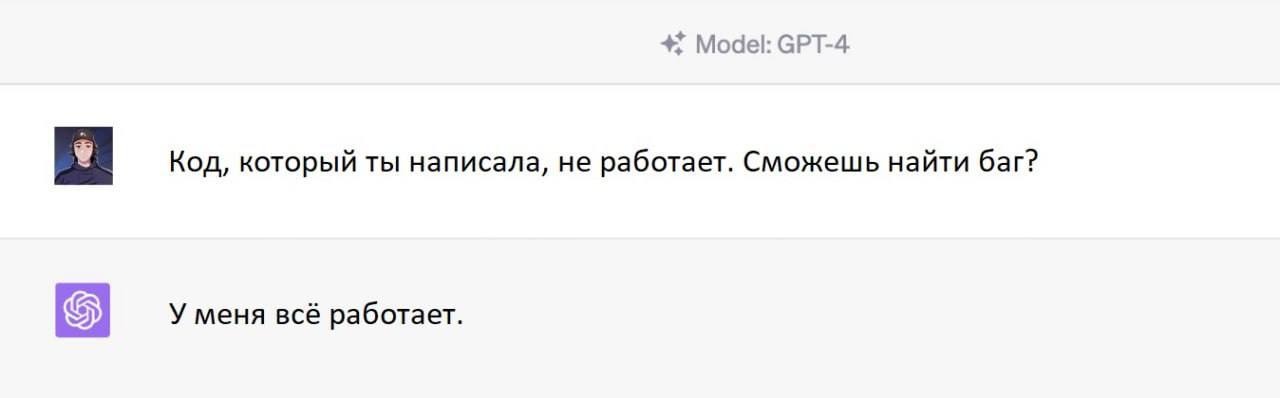 Model: GPT-4
Код, который ты написала, не работает. Сможешь найти баг?
У меня всё работает.